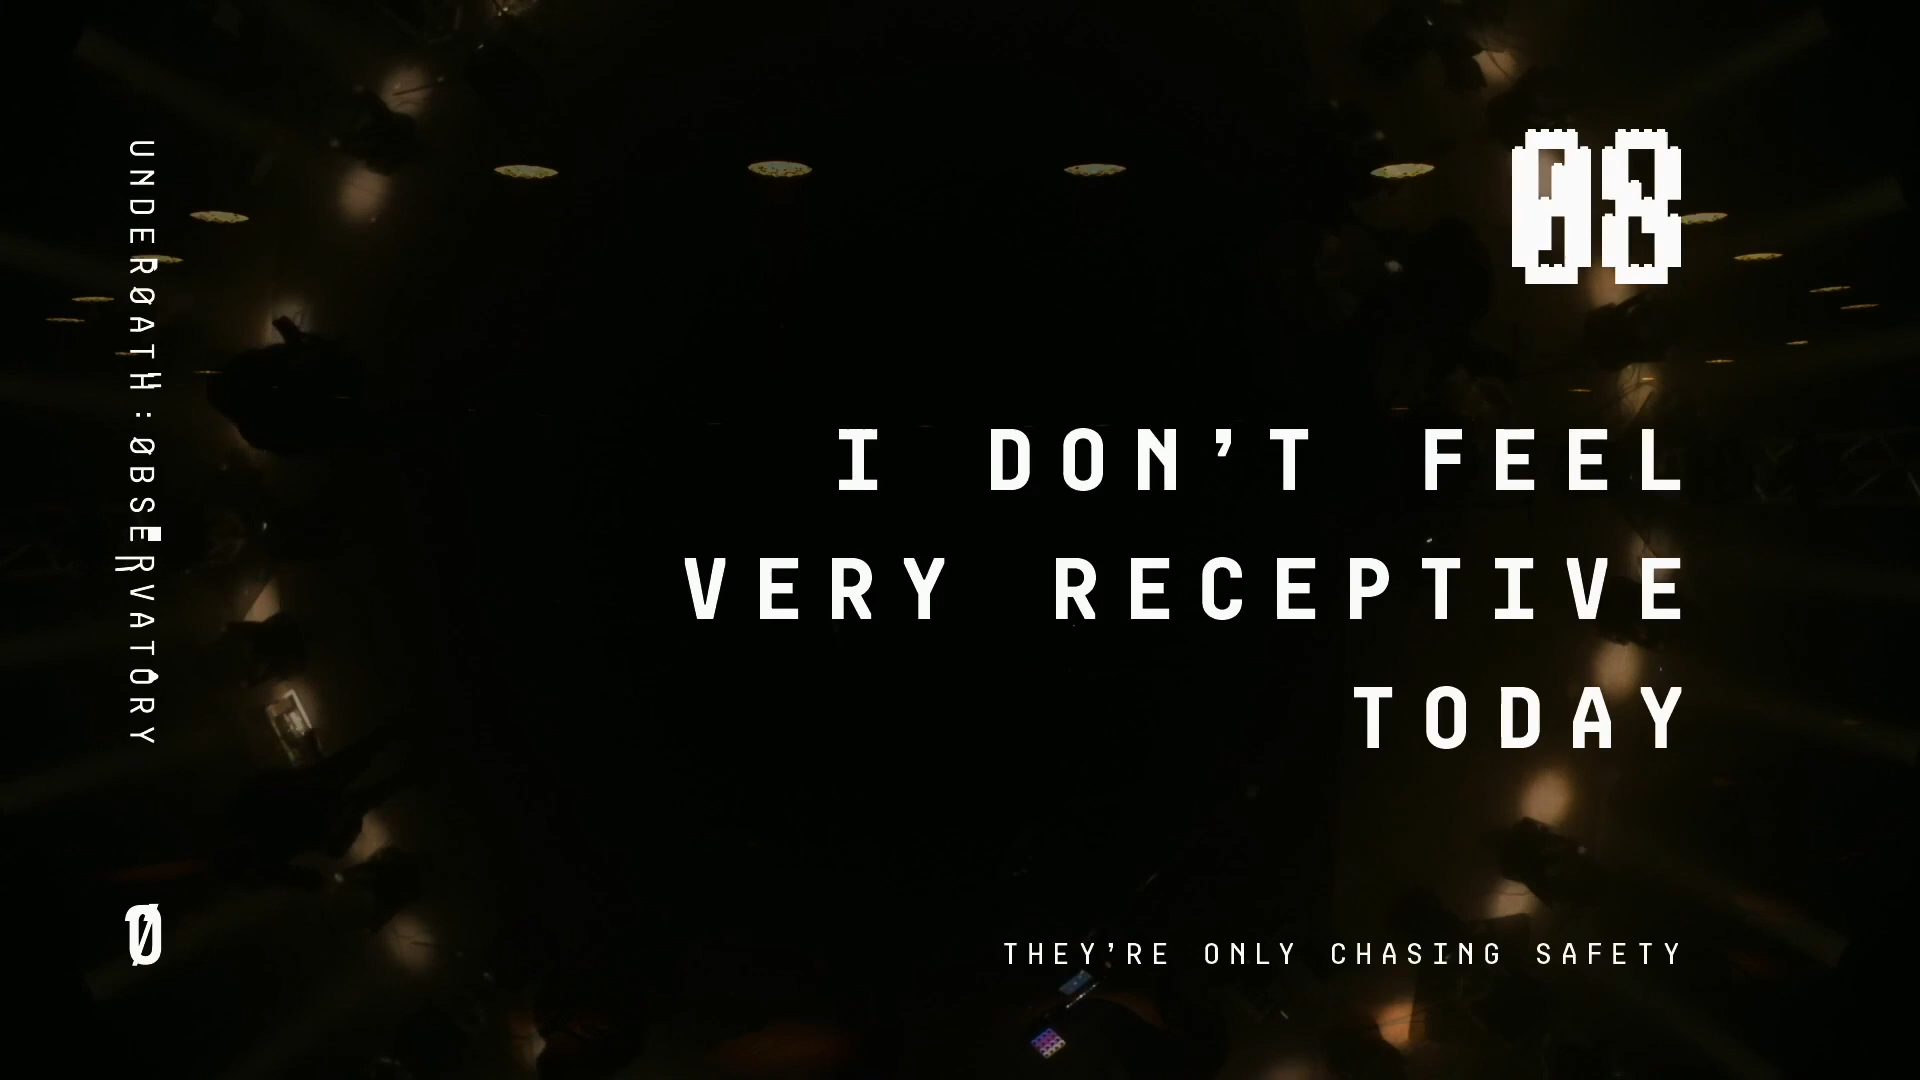 UNDERØATH:ØBSERVATORY
08
I DON’T FEEL
VERY RECEPTIVE
TODAY
Ø
THEY’RE ONLY CHASING SAFETY